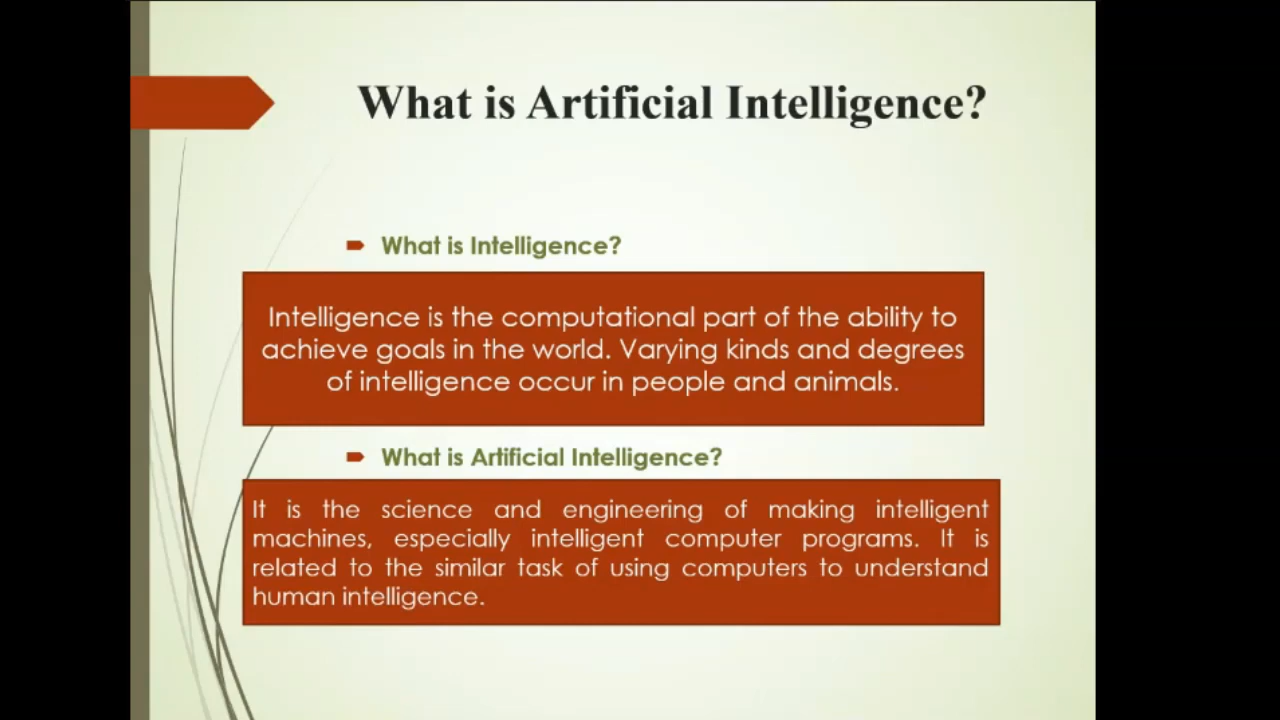 What is Artificial Intelligence?
What is Intelligence?
Intelligence is the computational part of the ability to
achieve goals in the world. Varying kinds and degrees
of intelligence occur in people and animals.
What is Artificial Intelligence?
It is the science and engineering of making intelligent
machines, especially intelligent computer programs. It is
related to the similar task of using computers to understand
human intelligence.